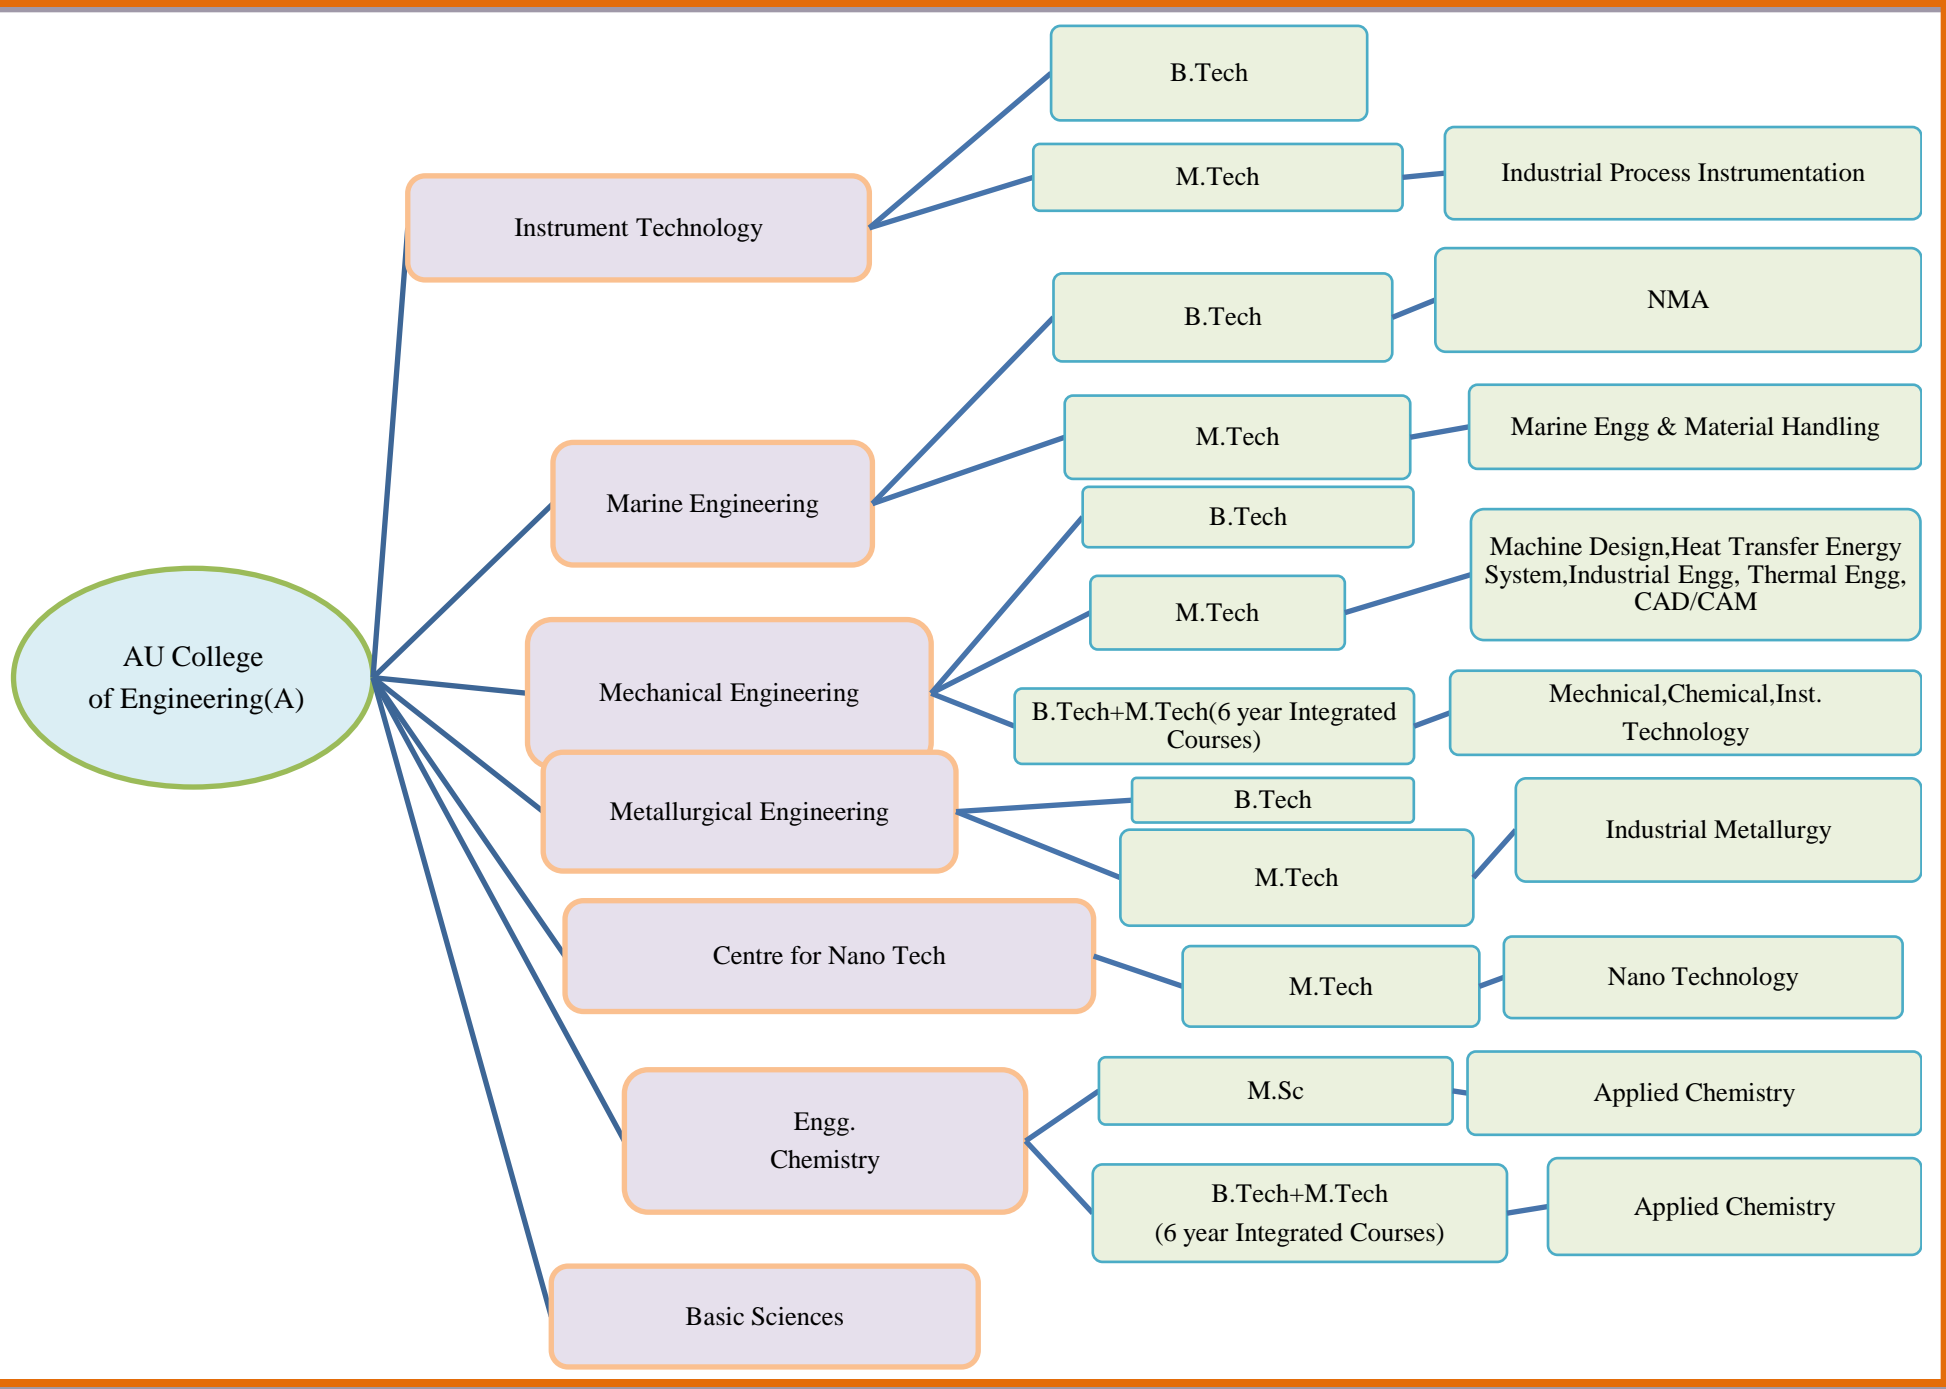 B.Tech
M.Tech
Industrial Process Instrumentation
Instrument Technology
B.Tech
NMA
M.Tech
Marine Engg & Material Handling
Marine Engineering
B.Tech
M.Tech
Machine Design,Heat Transfer Energy
System,Industrial Engg, Thermal Engg,
CAD/CAM
AU College
of Engineering(A)
Mechanical Engineering
B.Tech+M.Tech(6 year Integrated
Courses)
Mechnical,Chemical,Inst.
Technology
Metallurgical Engineering
B.Tech
M.Tech
Industrial Metallurgy
Centre for Nano Tech
M.Tech
Nano Technology
Engg.
Chemistry
M.Sc
Applied Chemistry
B.Tech+M.Tech
(6 year Integrated Courses)
Applied Chemistry
Basic Sciences